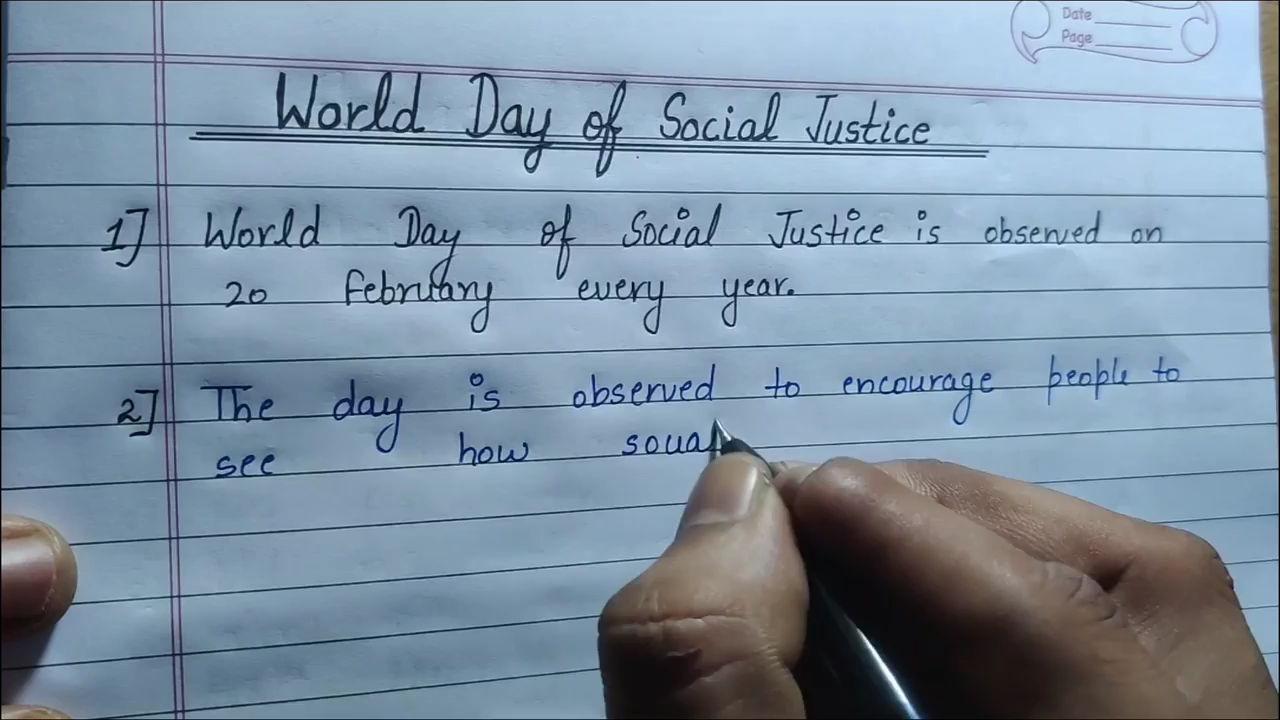 Date
Page
World Day of Social Justice
1] World Day of Social Justice is observed on
20 February every year.
2] The day is observed to encourage people to
see how